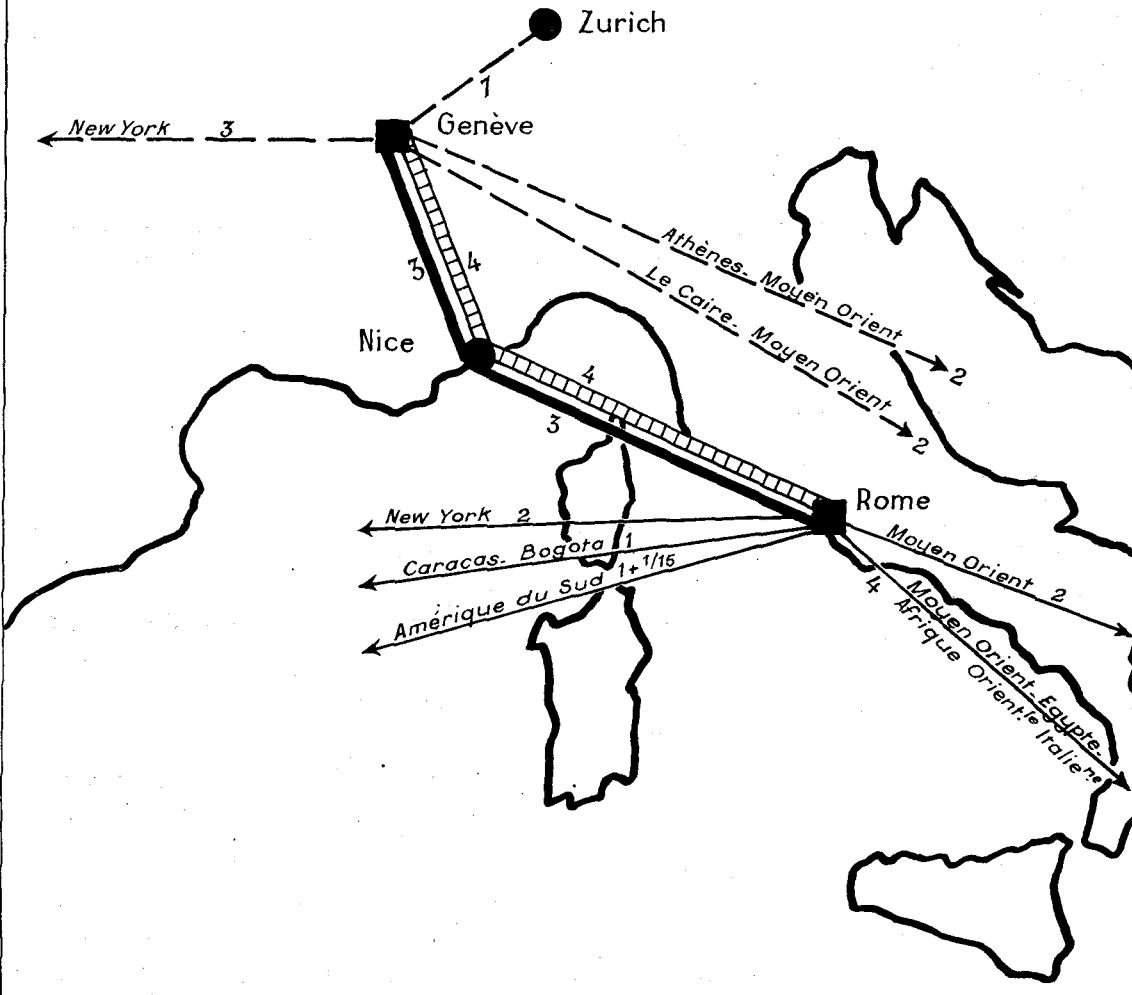 Zurich
1
New York 3
Genève
Athènes. Moyen Orient 2
3
4
Le Caire. Moyen Orient 2
Nice
4
3
Rome
New York 2
Caracas. Bogota 1
Amérique du Sud 1+1/15
Moyen Orient 2
4
Moyen Orient. Egypte.
Afrique Orient.le Italiene